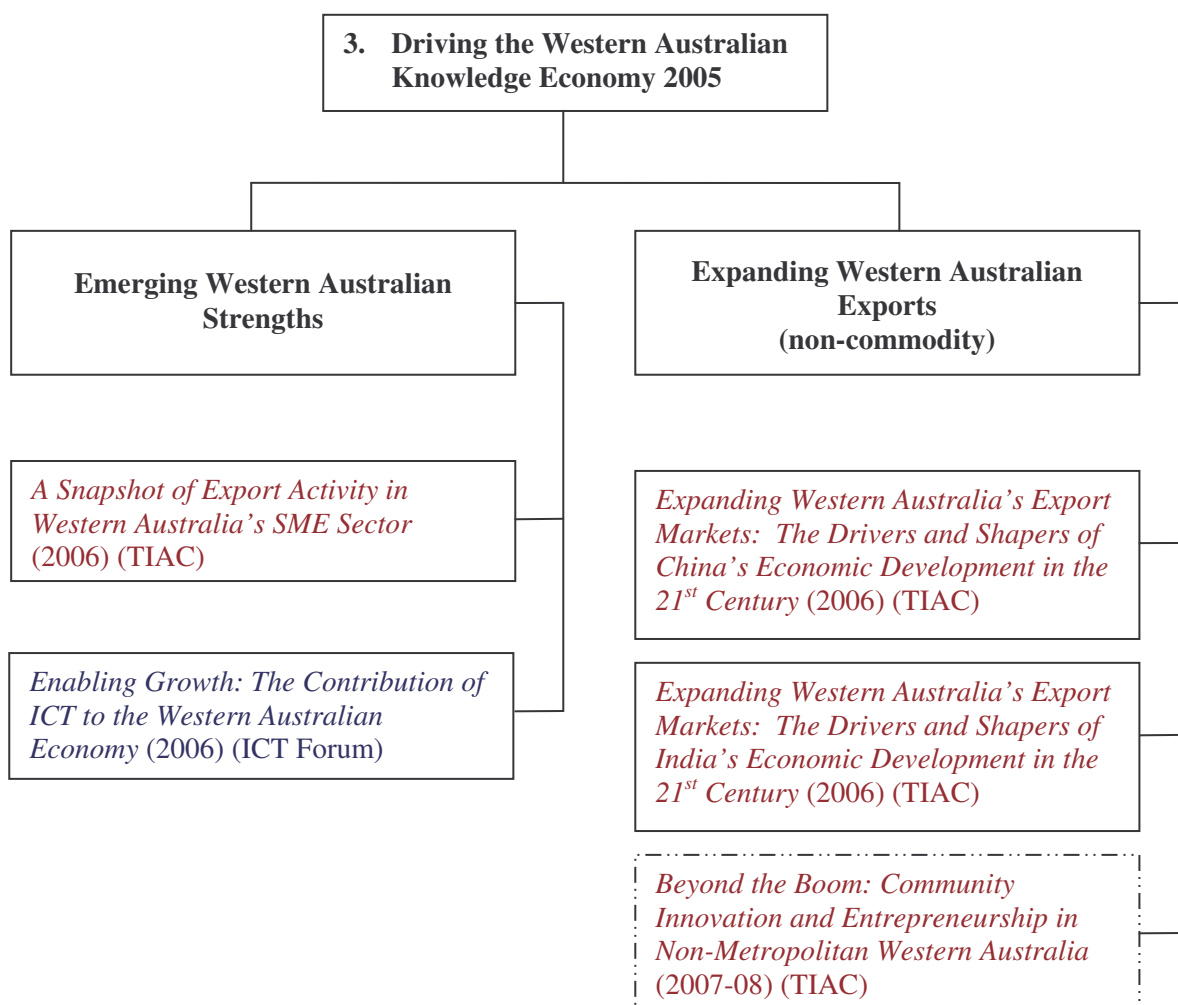 3. Driving the Western Australian
Knowledge Economy 2005
Emerging Western Australian
Strengths
A Snapshot of Export Activity in
Western Australia’s SME Sector
(2006) (TIAC)
Enabling Growth: The Contribution of
ICT to the Western Australian
Economy (2006) (ICT Forum)
Expanding Western Australian
Exports
(non-commodity)
Expanding Western Australia’s Export
Markets: The Drivers and Shapers of
China’s Economic Development in the
21st Century (2006) (TIAC)
Expanding Western Australia’s Export
Markets: The Drivers and Shapers of
India’s Economic Development in the
21st Century (2006) (TIAC)
Beyond the Boom: Community
Innovation and Entrepreneurship in
Non-Metropolitan Western Australia
(2007-08) (TIAC)